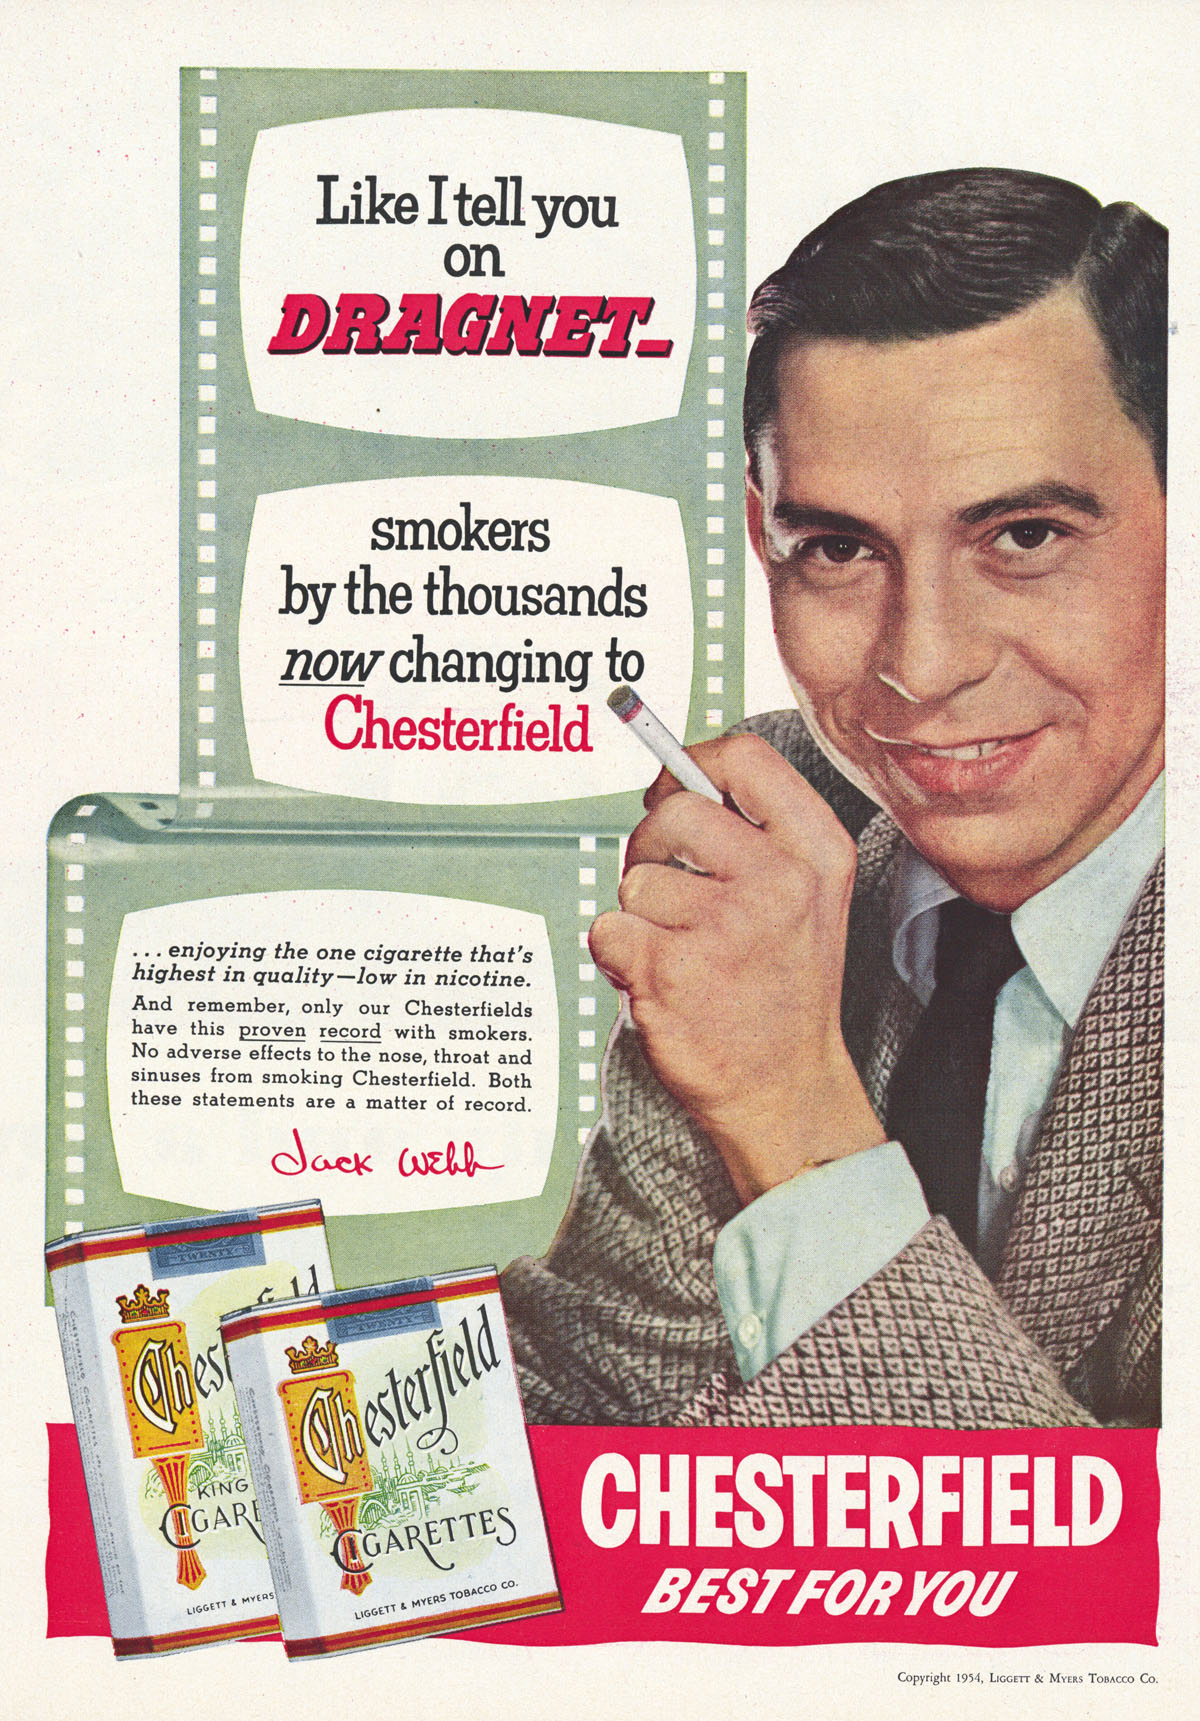 Like I tell you
on
DRAGNET_
smokers
by the thousands
now changing to
Chesterfield
... enjoying the one cigarette that's
highest in quality—low in nicotine.
And remember, only our Chesterfields
have this proven record with smokers.
No adverse effects to the nose, throat and
sinuses from smoking Chesterfield. Both
these statements are a matter of record.
Jack Webb
TWENTY
Chesterfield
KING
CIGARE
LIGGETT & MYERS
TWENTY
Chesterfield
CIGARETTES
LIGGETT & MYERS TOBACCO CO.
CHESTERFIELD
BEST FOR YOU
Copyright 1954, LIGGETT & MYERS TOBACCO CO.